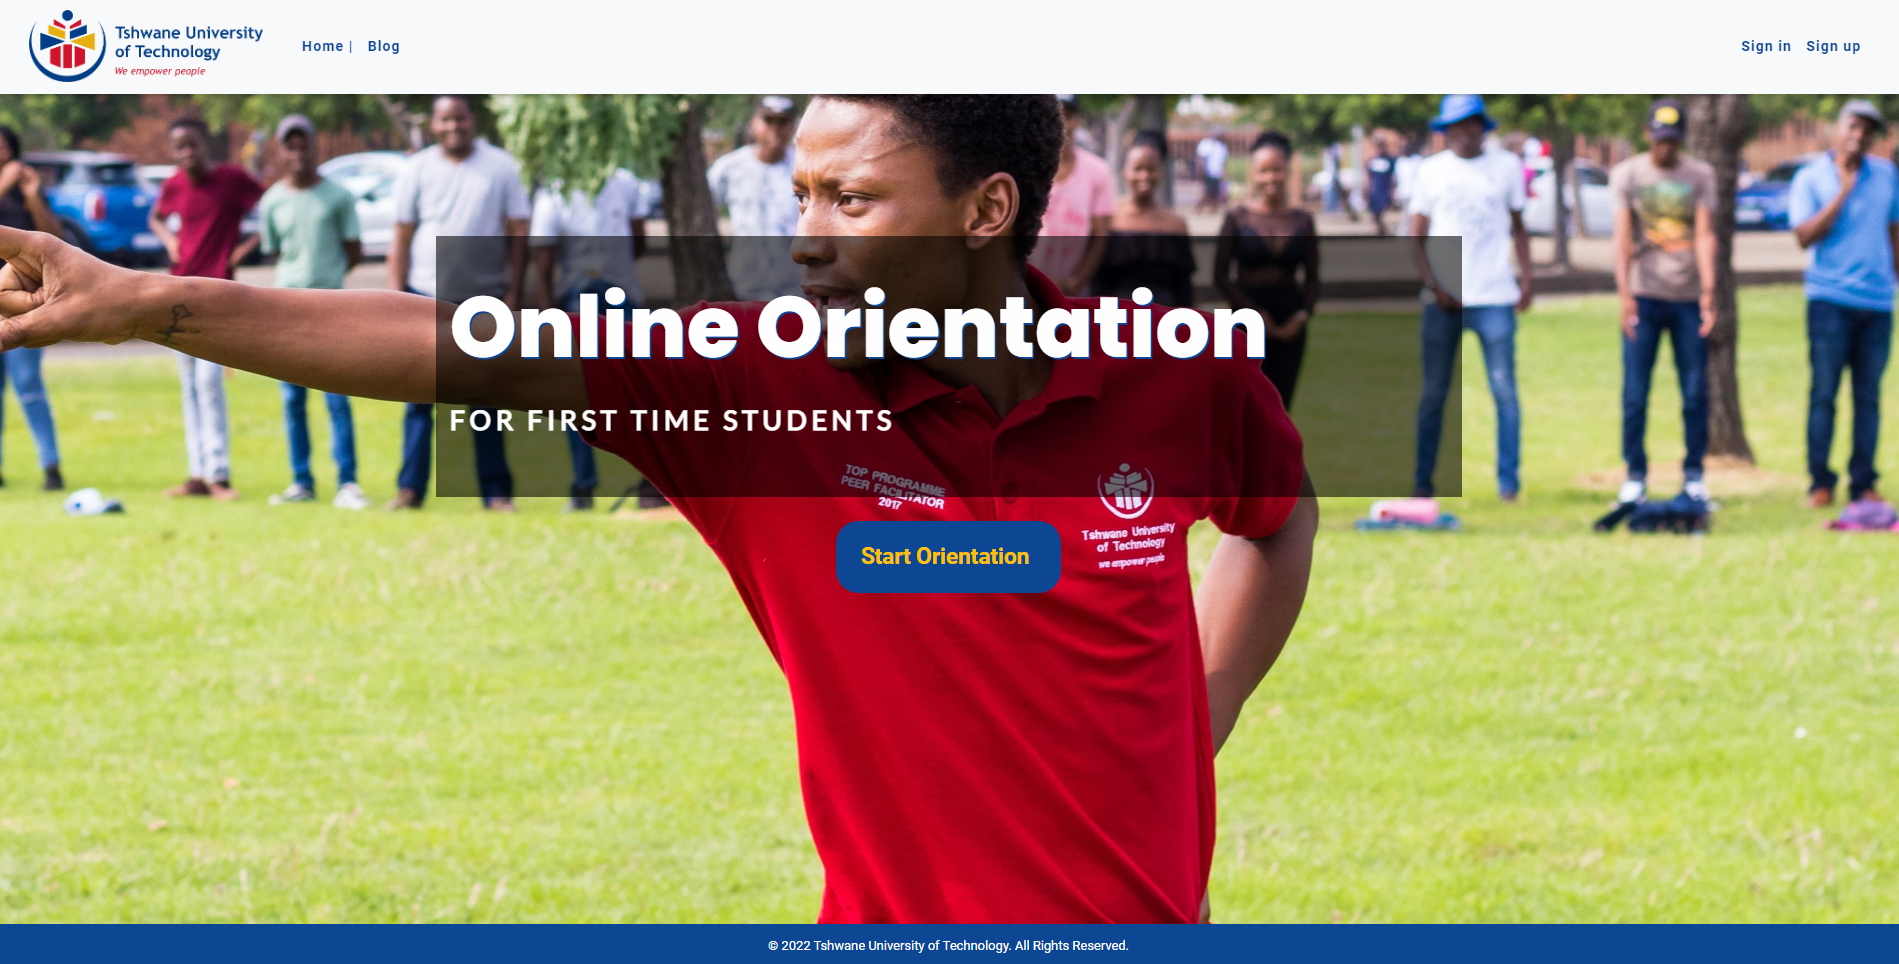 Tshwane University
of Technology
We empower people
Home | Blog
Sign in Sign up
Online Orientation
FOR FIRST TIME STUDENTS
TOP PROGRAMME
PEER FACILITATOR
2017
Tshwane University
of Technology
we empower people
Start Orientation
© 2022 Tshwane University of Technology. All Rights Reserved.